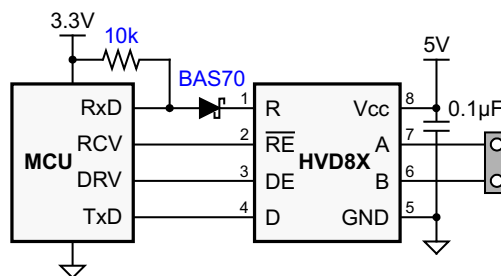 3.3V
10k
BAS70
5V
RxD
1
R
Vcc
8
0.1µF
RCV
2
RE
A
7
MCU
HVD8X
DRV
3
DE
B
6
TxD
4
D
GND
5